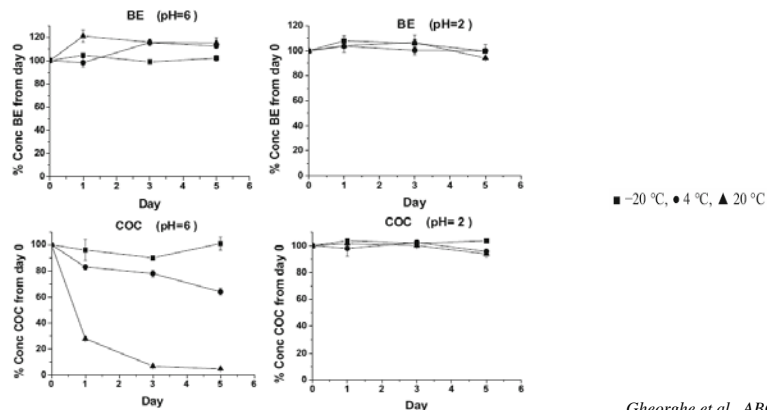 BE (pH=6)
% Conc BE from day 0
120
100
80
60
40
20
0
0 1 2 3 4 5 6
Day
BE (pH=2)
% Conc BE from day 0
120
100
80
60
40
20
0
0 1 2 3 4 5 6
Day
COC (pH=6)
% Conc COC from day 0
100
80
60
40
20
0
0 1 2 3 4 5 6
Day
COC (pH= 2)
% Conc COC from day 0
100
80
60
40
20
0
0 1 2 3 4 5 6
Day
■ −20 °C, ● 4 °C, ▲ 20 °C
Gheorghe et al., AB